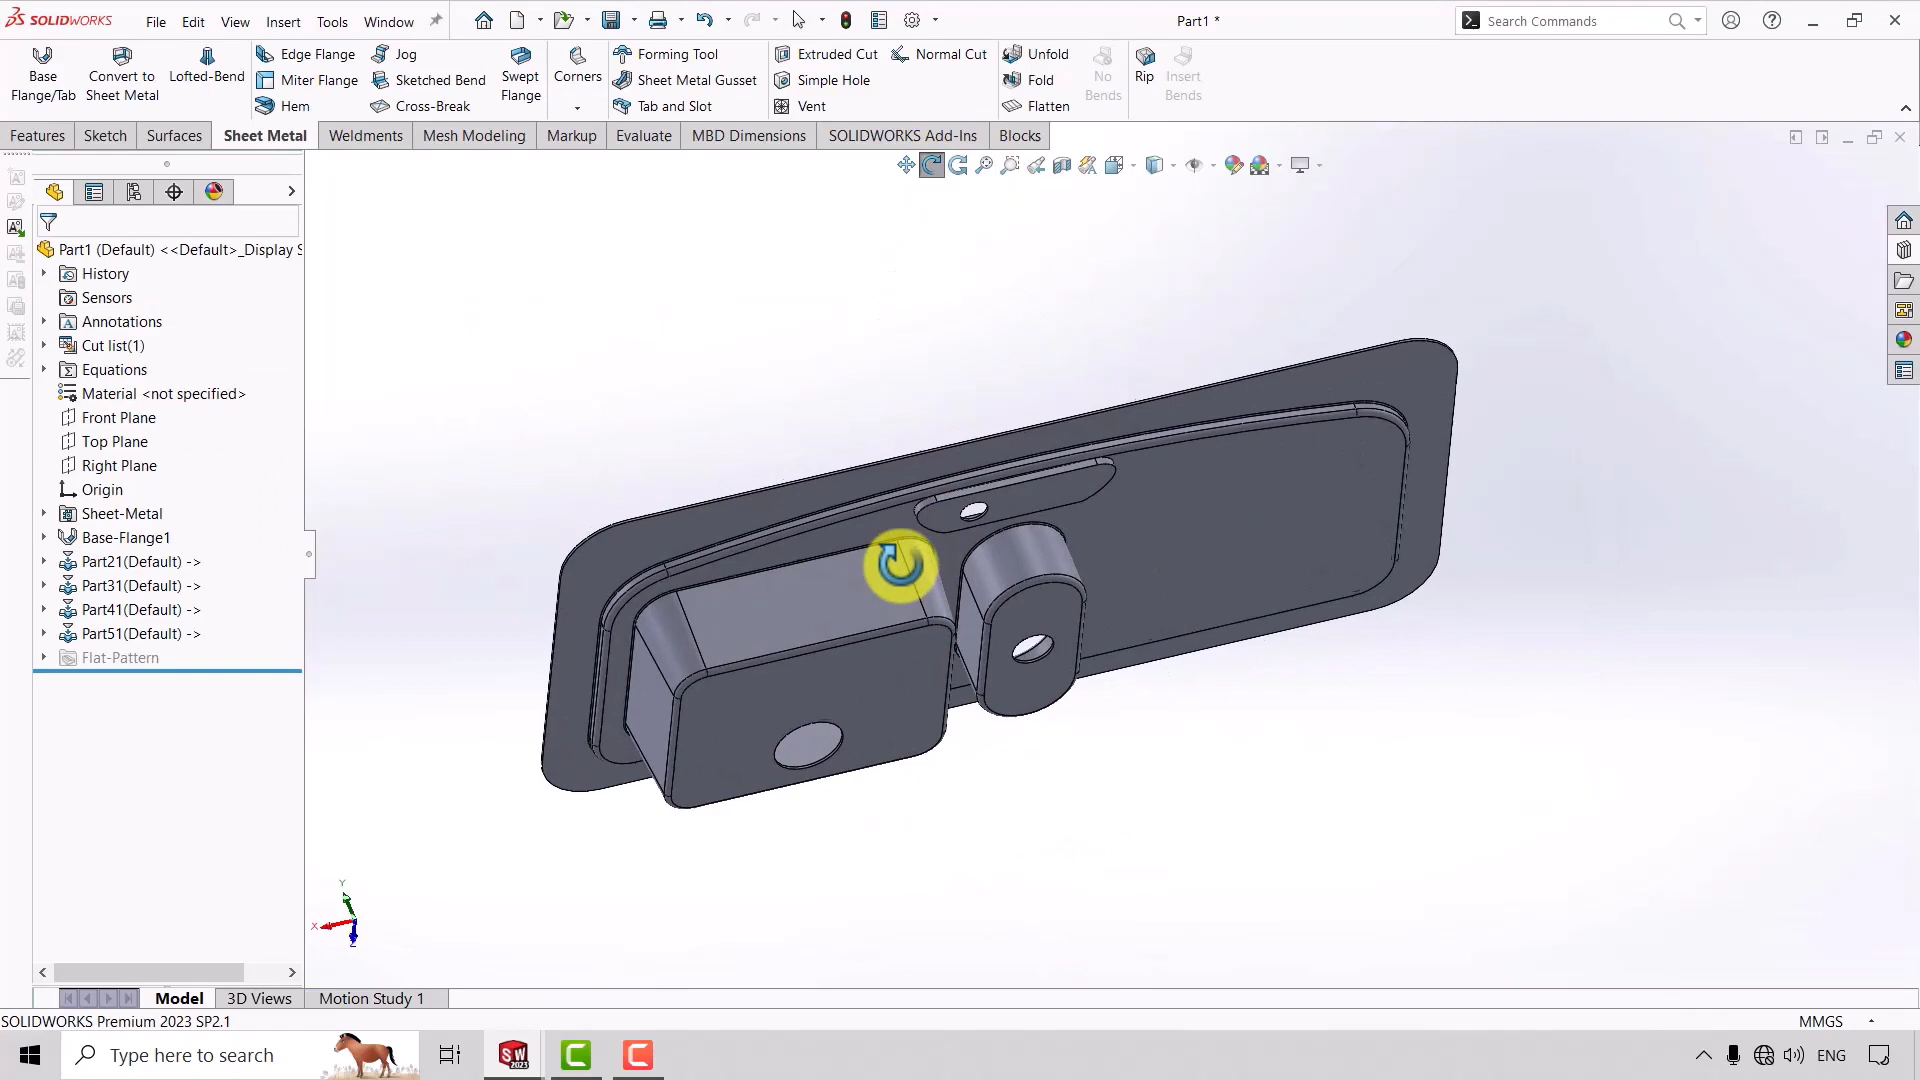 SOLIDWORKS File Edit View Insert Tools Window Part1 * Search Commands
Base Flange/Tab
Convert to Sheet Metal
Lofted-Bend
Edge Flange
Miter Flange
Hem
Jog
Sketched Bend
Cross-Break
Swept Flange
Corners
Forming Tool
Sheet Metal Gusset
Tab and Slot
Extruded Cut
Simple Hole
Vent
Normal Cut
Unfold
Fold
Flatten
No Bends
Rip
Insert Bends
Features Sketch Surfaces Sheet Metal Weldments Mesh Modeling Markup Evaluate MBD Dimensions SOLIDWORKS Add-Ins Blocks
Part1 (Default) <<Default>_Display S
History
Sensors
Annotations
Cut list(1)
Equations
Material <not specified>
Front Plane
Top Plane
Right Plane
Origin
Sheet-Metal
Base-Flange1
Part21(Default) ->
Part31(Default) ->
Part41(Default) ->
Part51(Default) ->
Flat-Pattern
Y
X
Z
Model 3D Views Motion Study 1
SOLIDWORKS Premium 2023 SP2.1 MMGS
Type here to search SW 2023 ENG